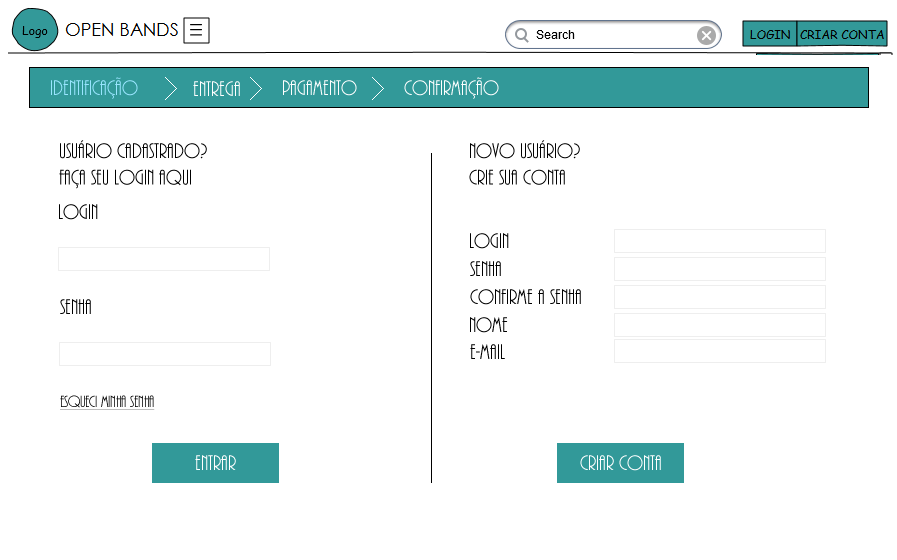 Logo
OPEN BANDS
Search
LOGIN
CRIAR CONTA
IDENTIFICAÇÃO
ENTREGA
PAGAMENTO
CONFIRMAÇÃO
USUÁRIO CADASTRADO?
FAÇA SEU LOGIN AQUI
LOGIN
SENHA
ESQUECI MINHA SENHA
ENTRAR
NOVO USUÁRIO?
CRIE SUA CONTA
LOGIN
SENHA
CONFIRME A SENHA
NOME
E-MAIL
CRIAR CONTA